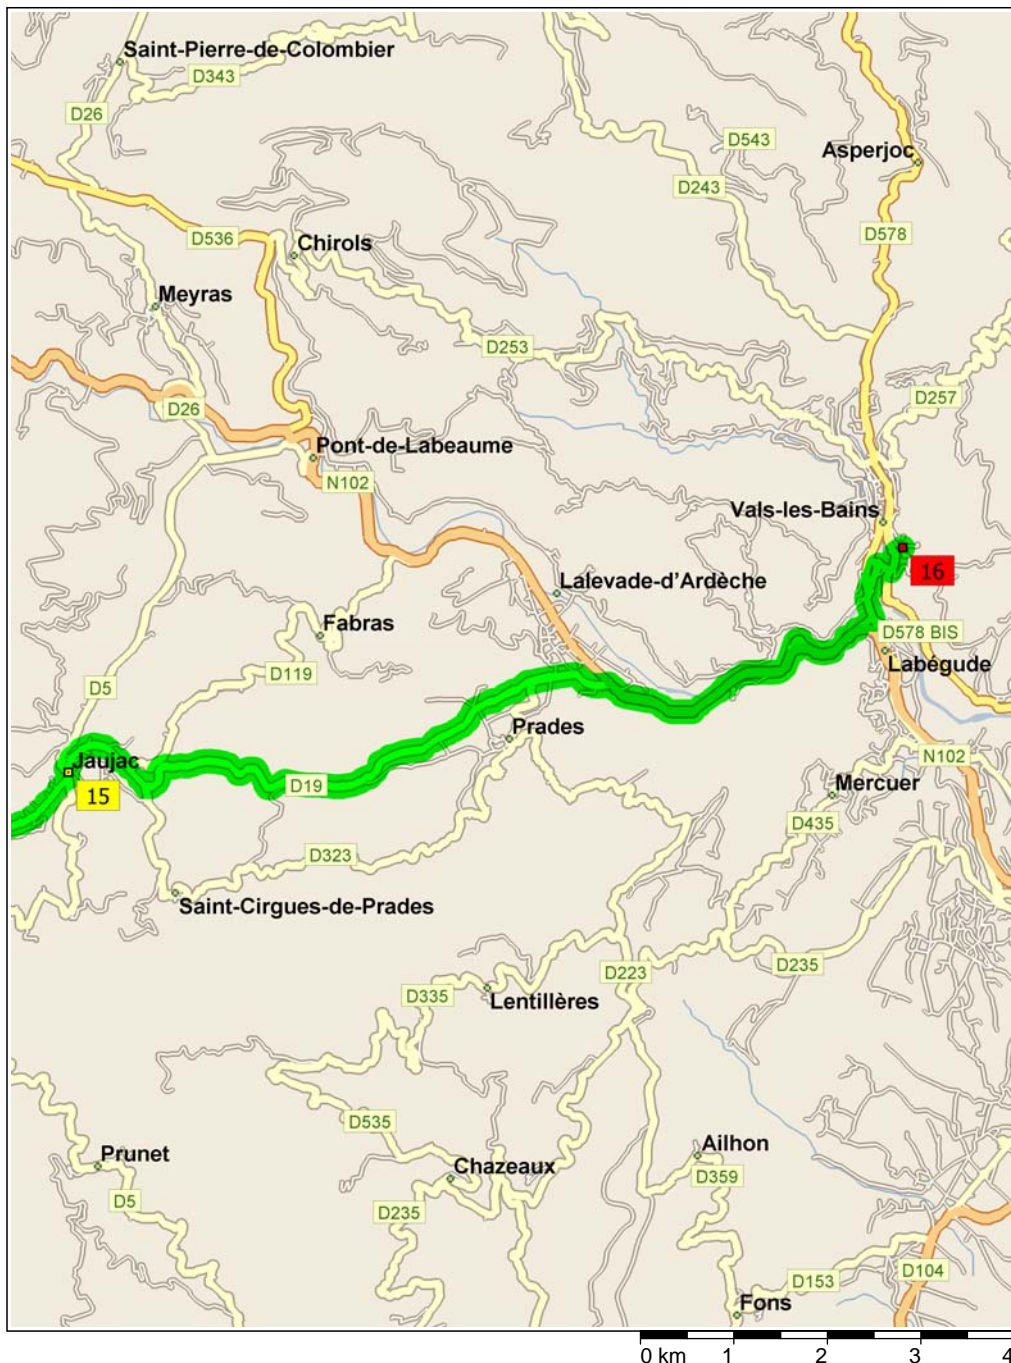 Saint-Pierre-de-Colombier
D343
D26
D543
Asperjoc
D243
D578
D536
Chirols
Meyras
D253
D257
D26
Pont-de-Labeaume
N102
Vals-les-Bains
16
Lalevade-d'Ardèche
Fabras
D578 BIS
Labégude
D119
D5
Prades
Jaujac
15
D19
N102
Mercuer
D435
D323
Saint-Cirgues-de-Prades
D235
D223
D335
Lentillères
D535
Ailhon
Prunet
Chazeaux
D359
D5
D235
D104
D153
Fons
0 km 1 2 3 4